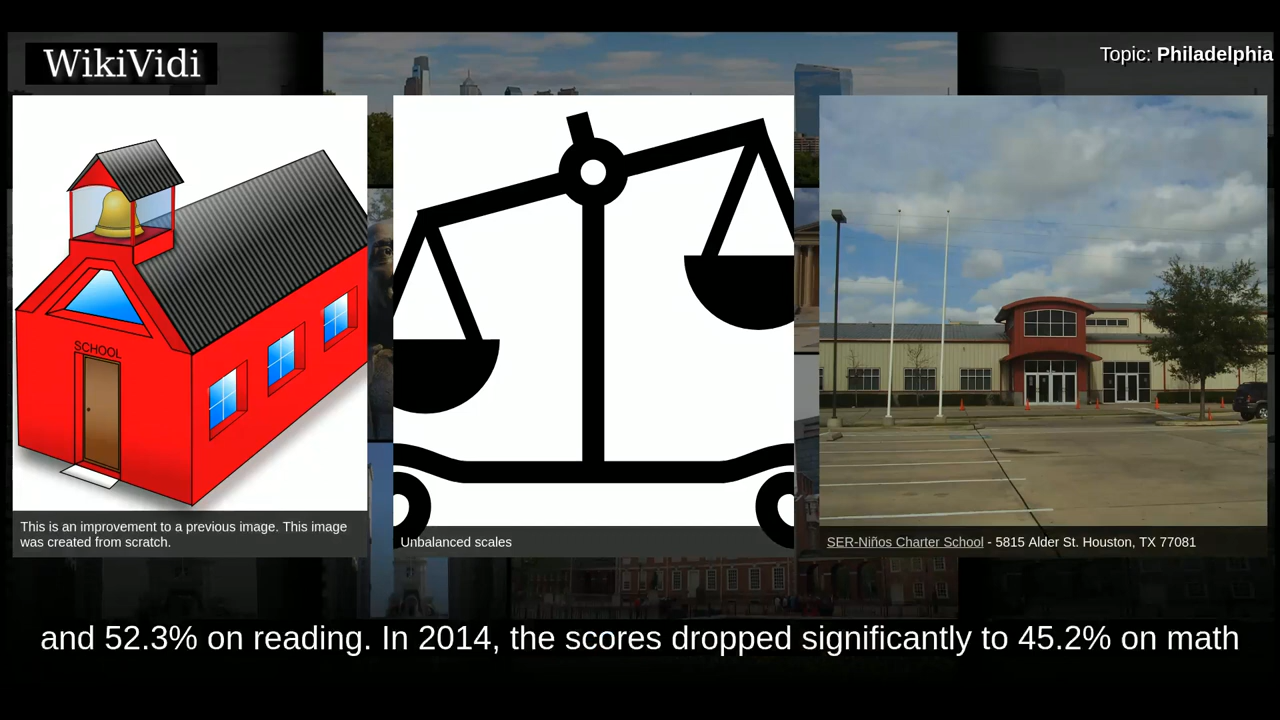 WikiVidi
Topic: Philadelphia
SCHOOL
This is an improvement to a previous image. This image
was created from scratch.
Unbalanced scales
SER-Niños Charter School - 5815 Alder St. Houston, TX 77081
and 52.3% on reading. In 2014, the scores dropped significantly to 45.2% on math